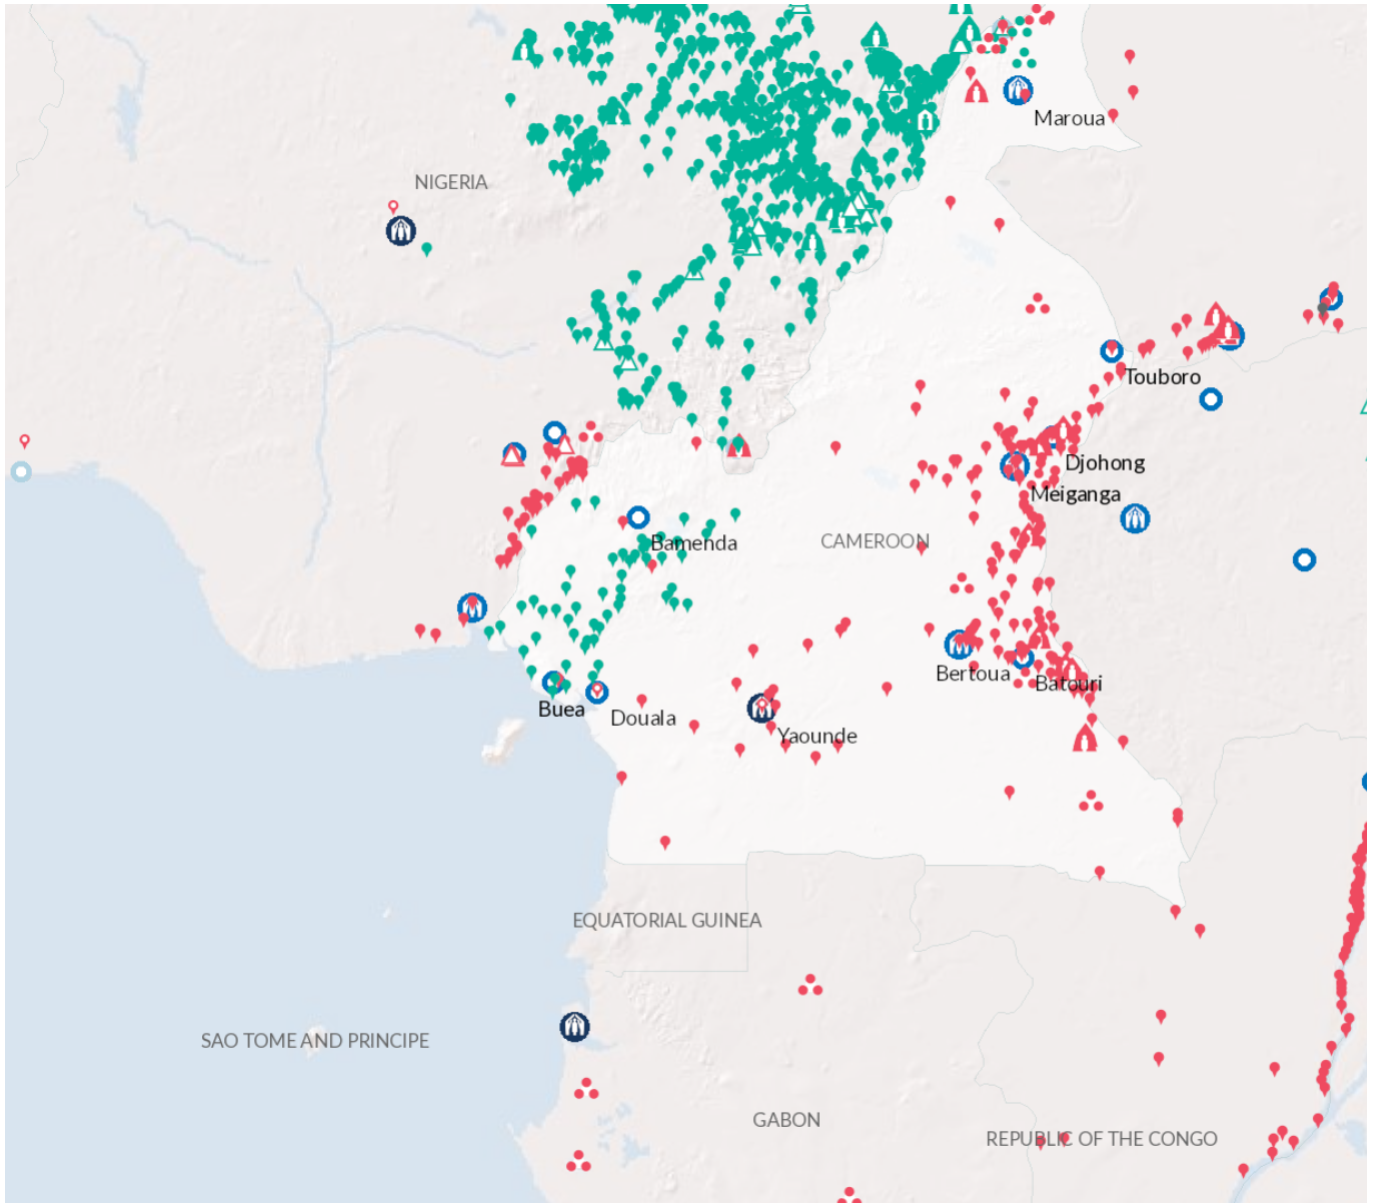 Maroua
NIGERIA
Touboro
Djohong
Meiganga
Bamenda
CAMEROON
Bertoua
Batouri
Buea
Douala
Yaounde
EQUATORIAL GUINEA
SAO TOME AND PRINCIPE
GABON
REPUBLIC OF THE CONGO